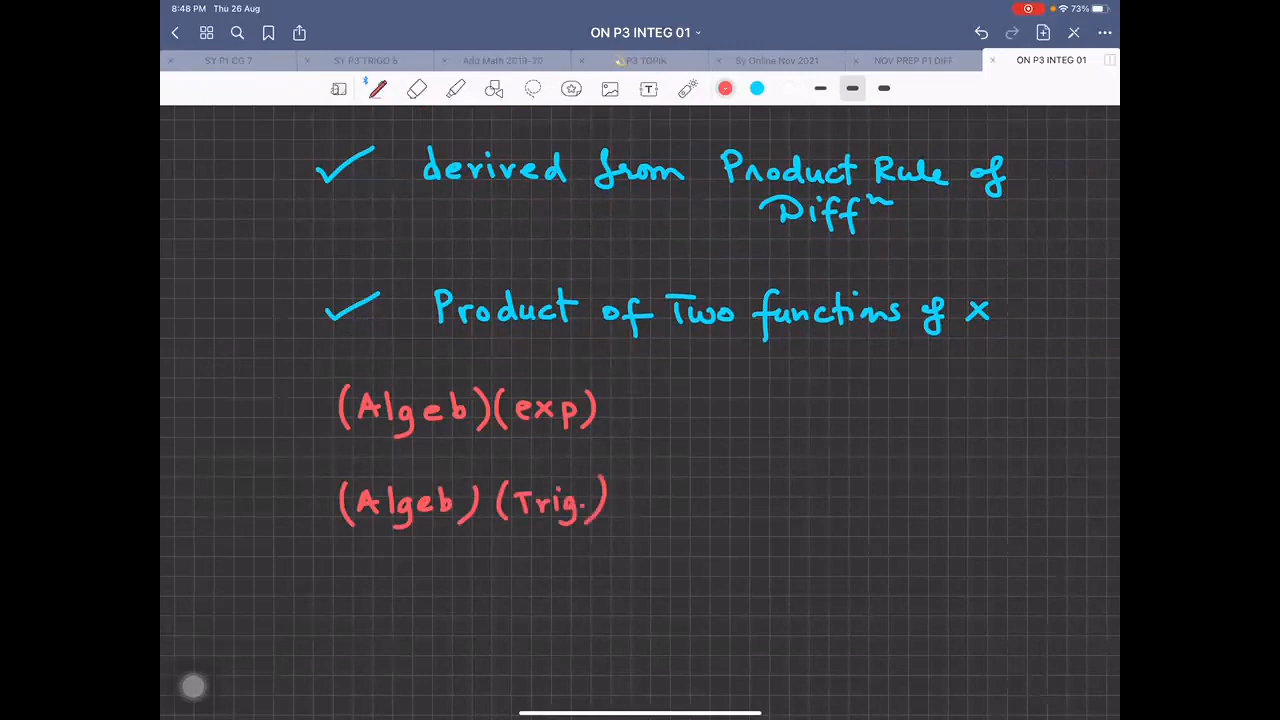 8:48 PM Thu 26 Aug
73%
ON P3 INTEG 01
SY P1 CG 7
SY P3 TRIGO 5
Add Math 2019-20
P3 TOPIK
Sy Online Nov 2021
NOV PREP P1 DIFF
ON P3 INTEG 01
derived from Product Rule of
Diffⁿ
Product of Two functins of x
(Algeb)(exp)
(Algeb) (Trig.)